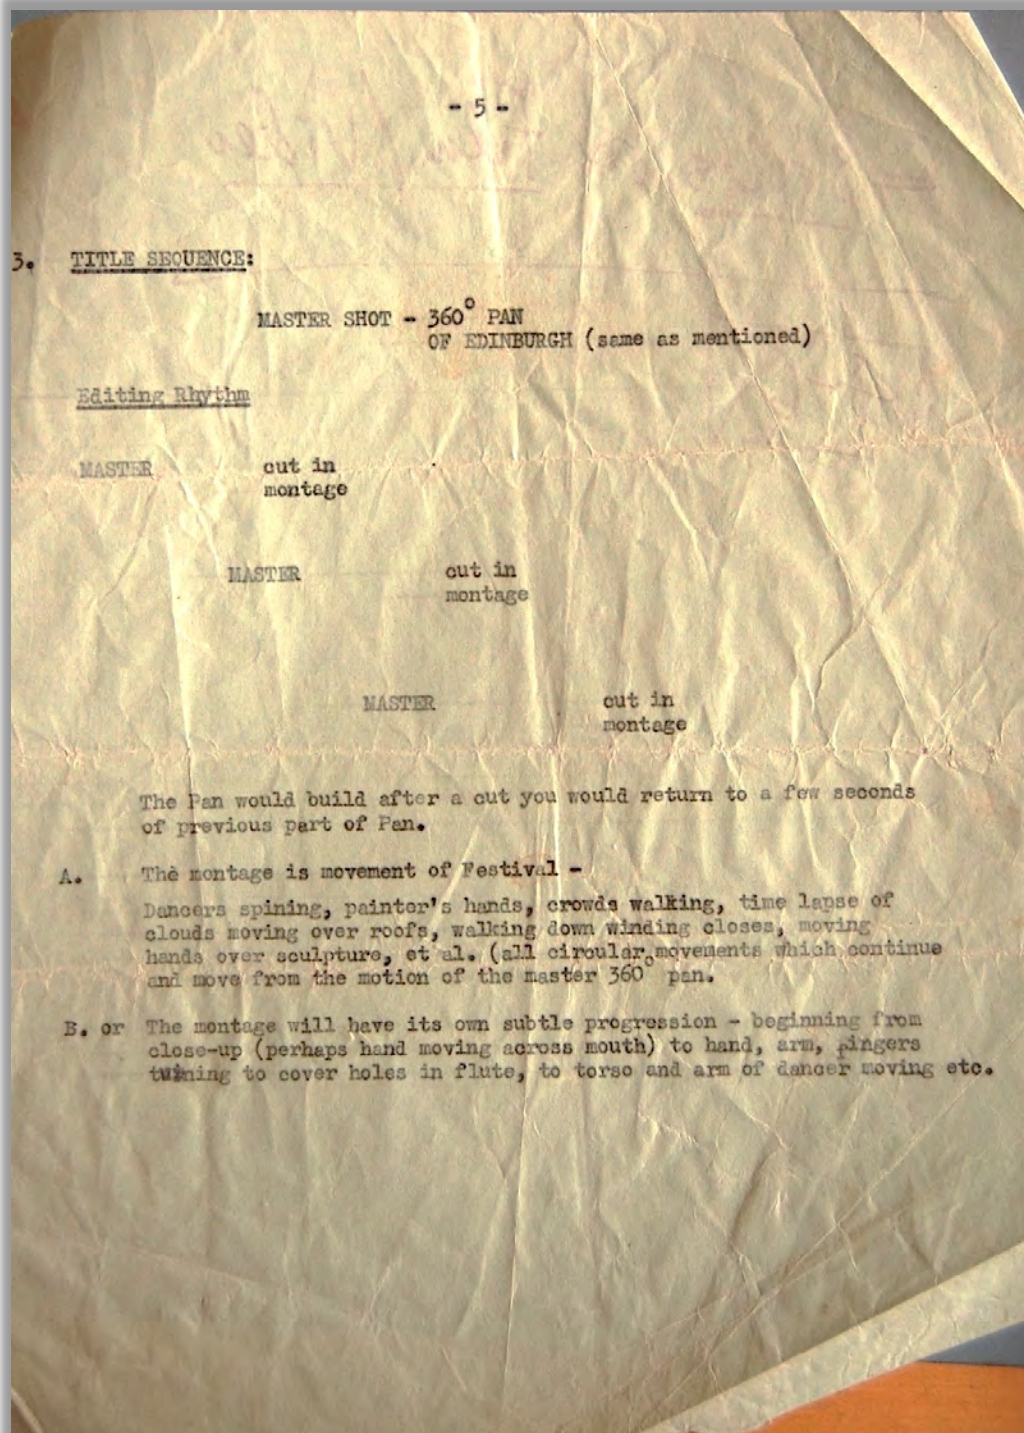 - 5 -
3. TITLE SEQUENCE:
MASTER SHOT - 360° PAN
OF EDINBURGH (same as mentioned)
Editing Rhythm
MASTER cut in
montage
MASTER cut in
montage
MASTER cut in
montage
The Pan would build after a cut you would return to a few seconds
of previous part of Pan.
A. The montage is movement of Festival -
Dancers spining, painter's hands, crowds walking, time lapse of
clouds moving over roofs, walking down winding closes, moving
hands over sculpture, et al. (all circular movements which continue
and move from the motion of the master 360° pan.
B. or The montage will have its own subtle progression - beginning from
close-up (perhaps hand moving across mouth) to hand, arm, fingers
twining to cover holes in flute, to torso and arm of dancer moving etc.